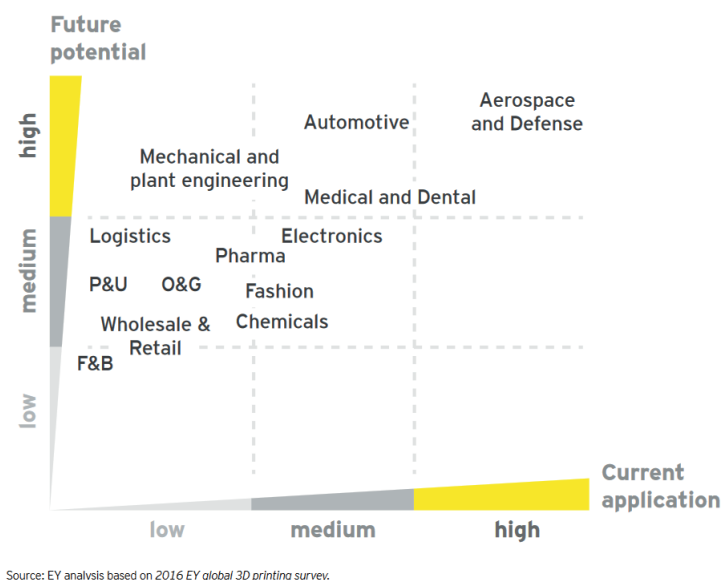 Future
potential
high
medium
low
Aerospace
and Defense
Automotive
Mechanical and
plant engineering
Medical and Dental
Logistics
Electronics
Pharma
P&U
O&G
Fashion
Chemicals
Wholesale &
Retail
F&B
Current
application
low
medium
high
Source: EY analysis based on 2016 EY global 3D printing survey.